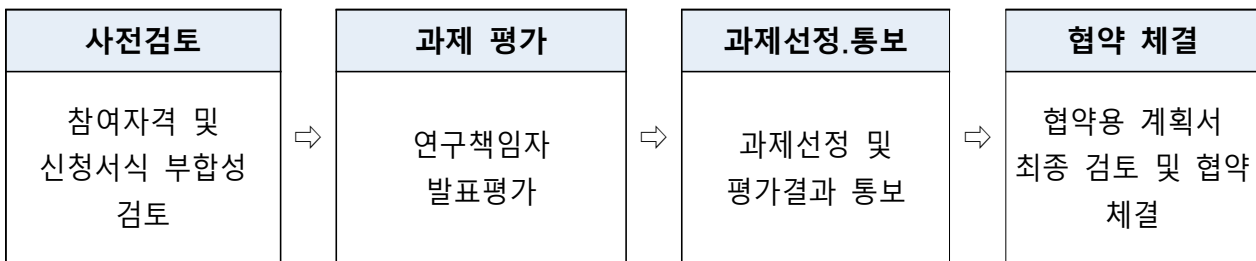 사전검토
참여자격 및
신청서식 부합성
검토
⇨
과제 평가
연구책임자
발표평가
⇨
과제선정.통보
과제선정 및
평가결과 통보
⇨
협약 체결
협약용 계획서
최종 검토 및 협약
체결